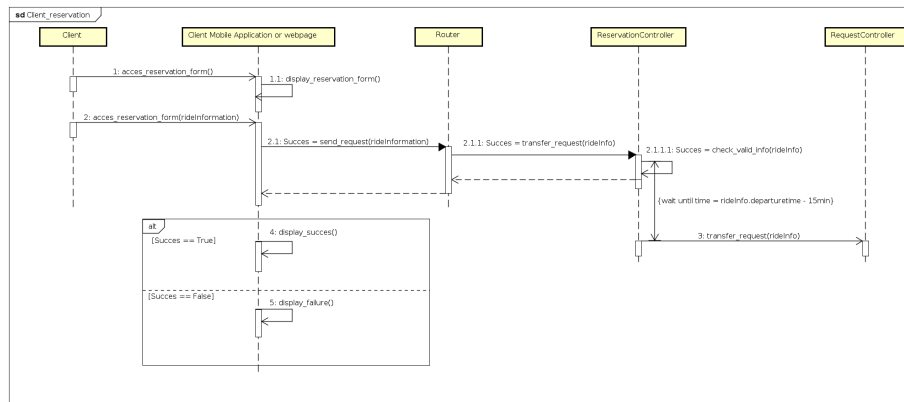 sd Client_reservation
Client
Client Mobile Application or webpage
Router
ReservationController
RequestController
1: acces_reservation_form()
1.1: display_reservation_form()
2: acces_reservation_form(rideInformation)
2.1: Succes = send_request(rideInformation)
2.1.1: Succes = transfer_request(rideInfo)
2.1.1.1: Succes = check_valid_info(rideInfo)
{wait until time = rideInfo.departuretime - 15min}
3: transfer_request(rideInfo)
alt
[Succes == True]
4: display_succes()
[Succes == False]
5: display_failure()